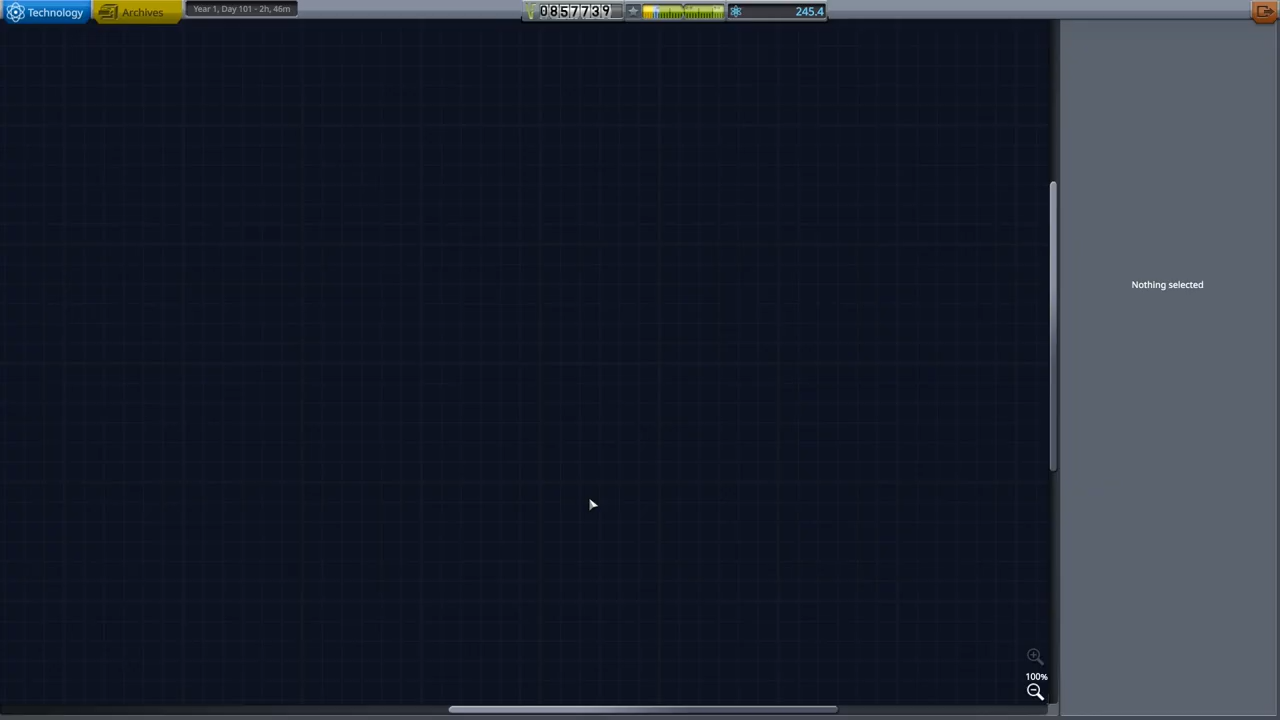 Technology
Archives
Year 1, Day 101 - 2h, 46m
0857739
245.4
Nothing selected
100%